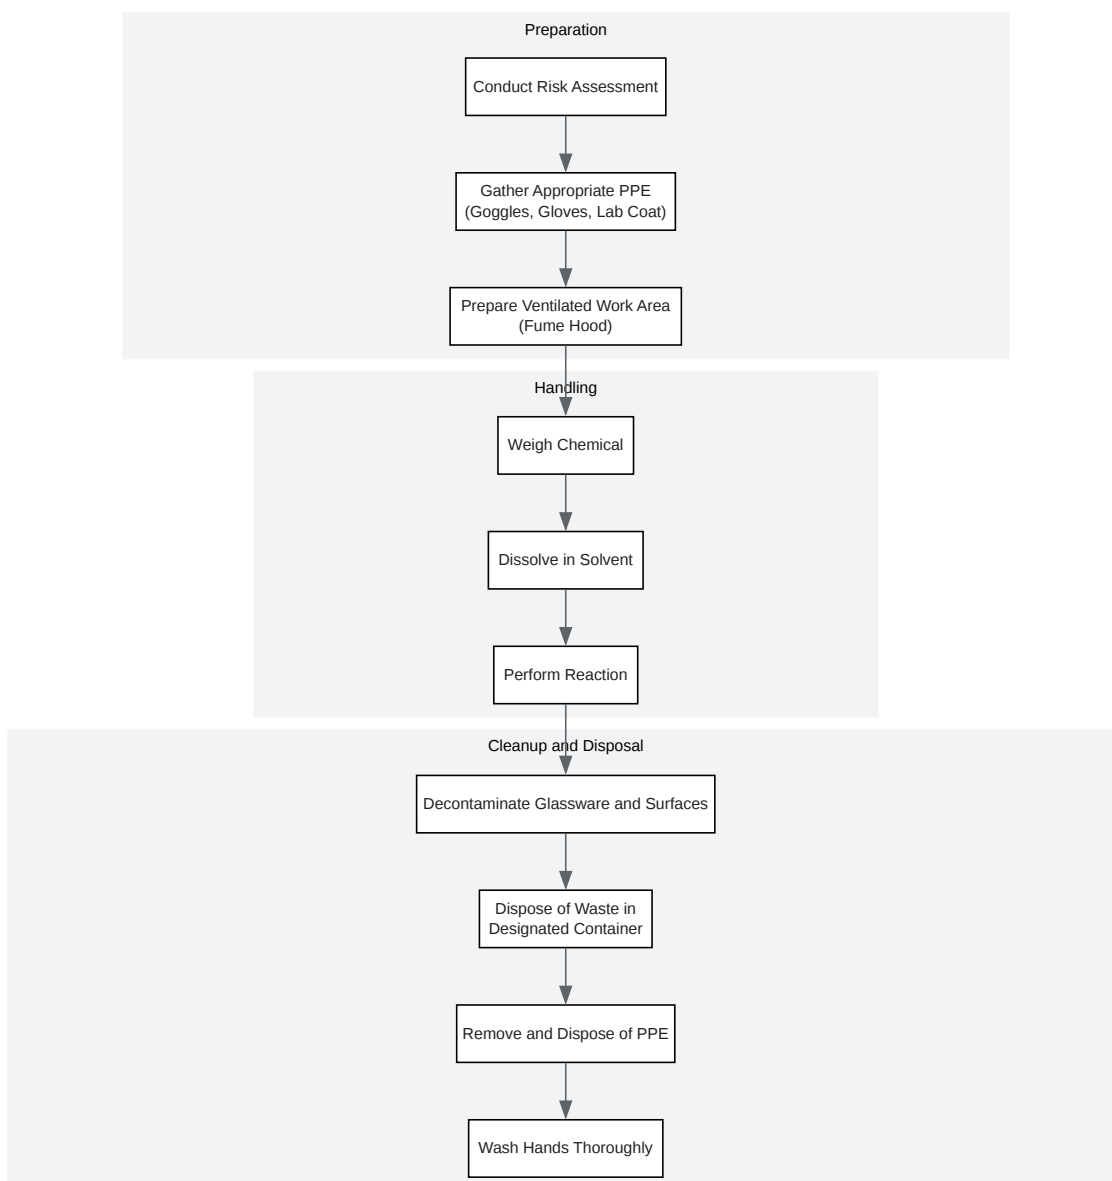 Preparation
Conduct Risk Assessment
Gather Appropriate PPE
(Goggles, Gloves, Lab Coat)
Prepare Ventilated Work Area
(Fume Hood)
Handling
Weigh Chemical
Dissolve in Solvent
Perform Reaction
Cleanup and Disposal
Decontaminate Glassware and Surfaces
Dispose of Waste in
Designated Container
Remove and Dispose of PPE
Wash Hands Thoroughly